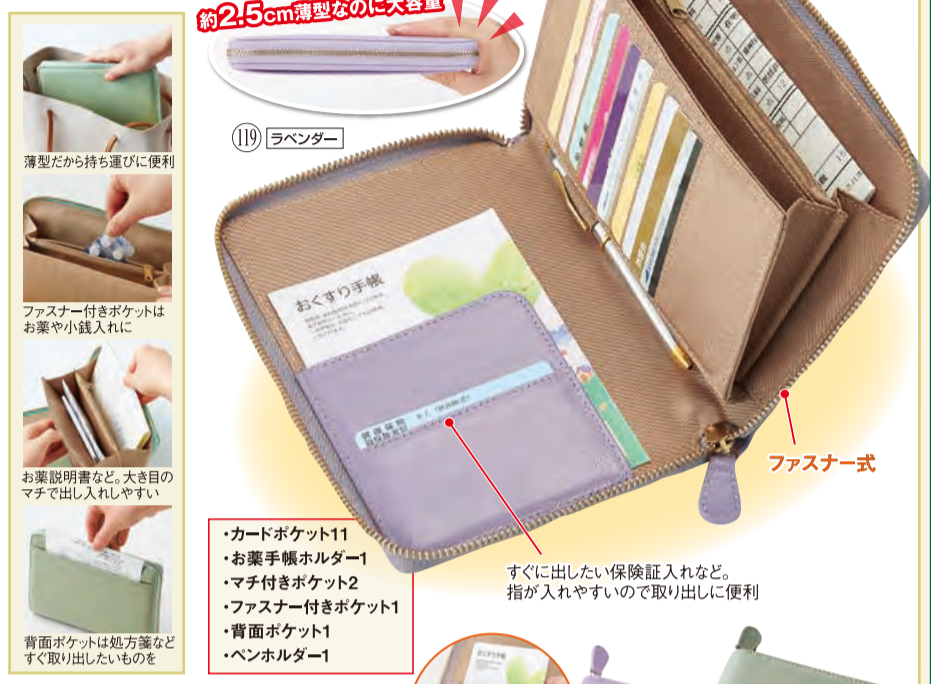 約2.5cm薄型なのに大容量
119 ラベンダー
薄型だから持ち運びに便利
ファスナー付きポケットは
お薬や小銭入れに
お薬説明書など。大き目の
マチで出し入れしやすい
背面ポケットは処方箋など
すぐ取り出したいものを
おくすり手帳
ファスナー式
すぐに出したい保険証入れなど。
指が入れやすいので取り出しに便利
・カードポケット11
・お薬手帳ホルダー1
・マチ付きポケット2
・ファスナー付きポケット1
・背面ポケット1
・ペンホルダー1
おくすり手帳